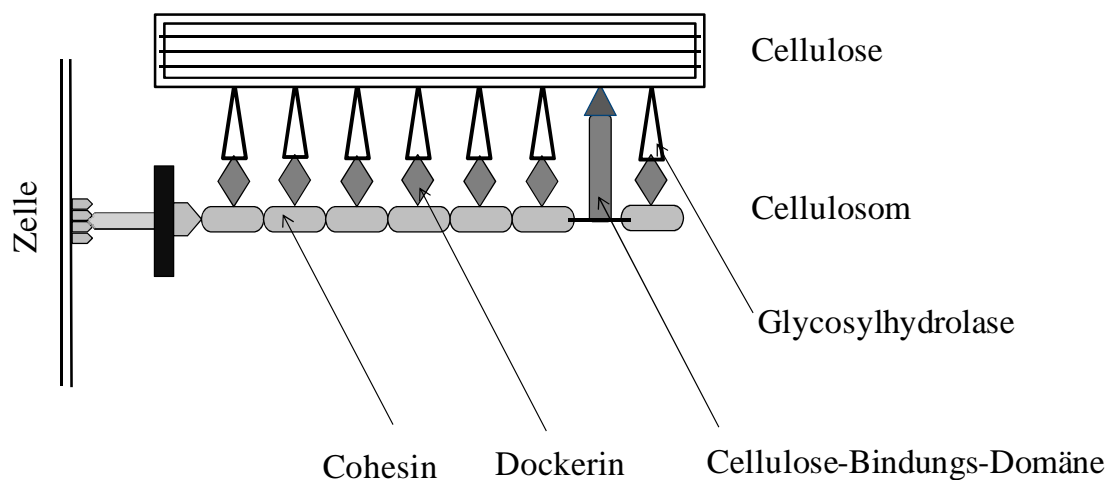 Cellulose
Zelle
Cellulosom
Glycosylhydrolase
Cohesin
Dockerin
Cellulose-Bindungs-Domäne